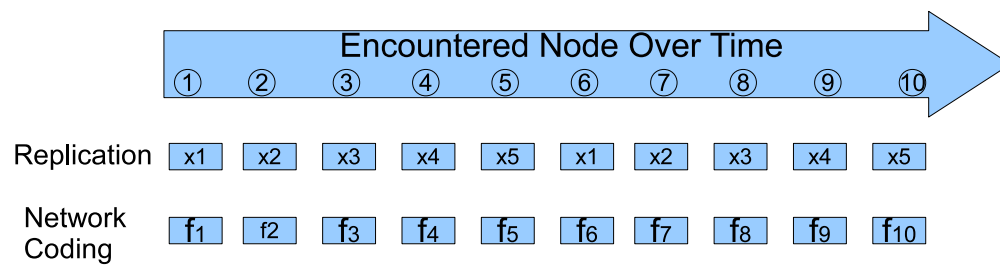 Encountered Node Over Time
1 2 3 4 5 6 7 8 9 10
Replication x1 x2 x3 x4 x5 x1 x2 x3 x4 x5
Network
Coding
f1 f2 f3 f4 f5 f6 f7 f8 f9 f10